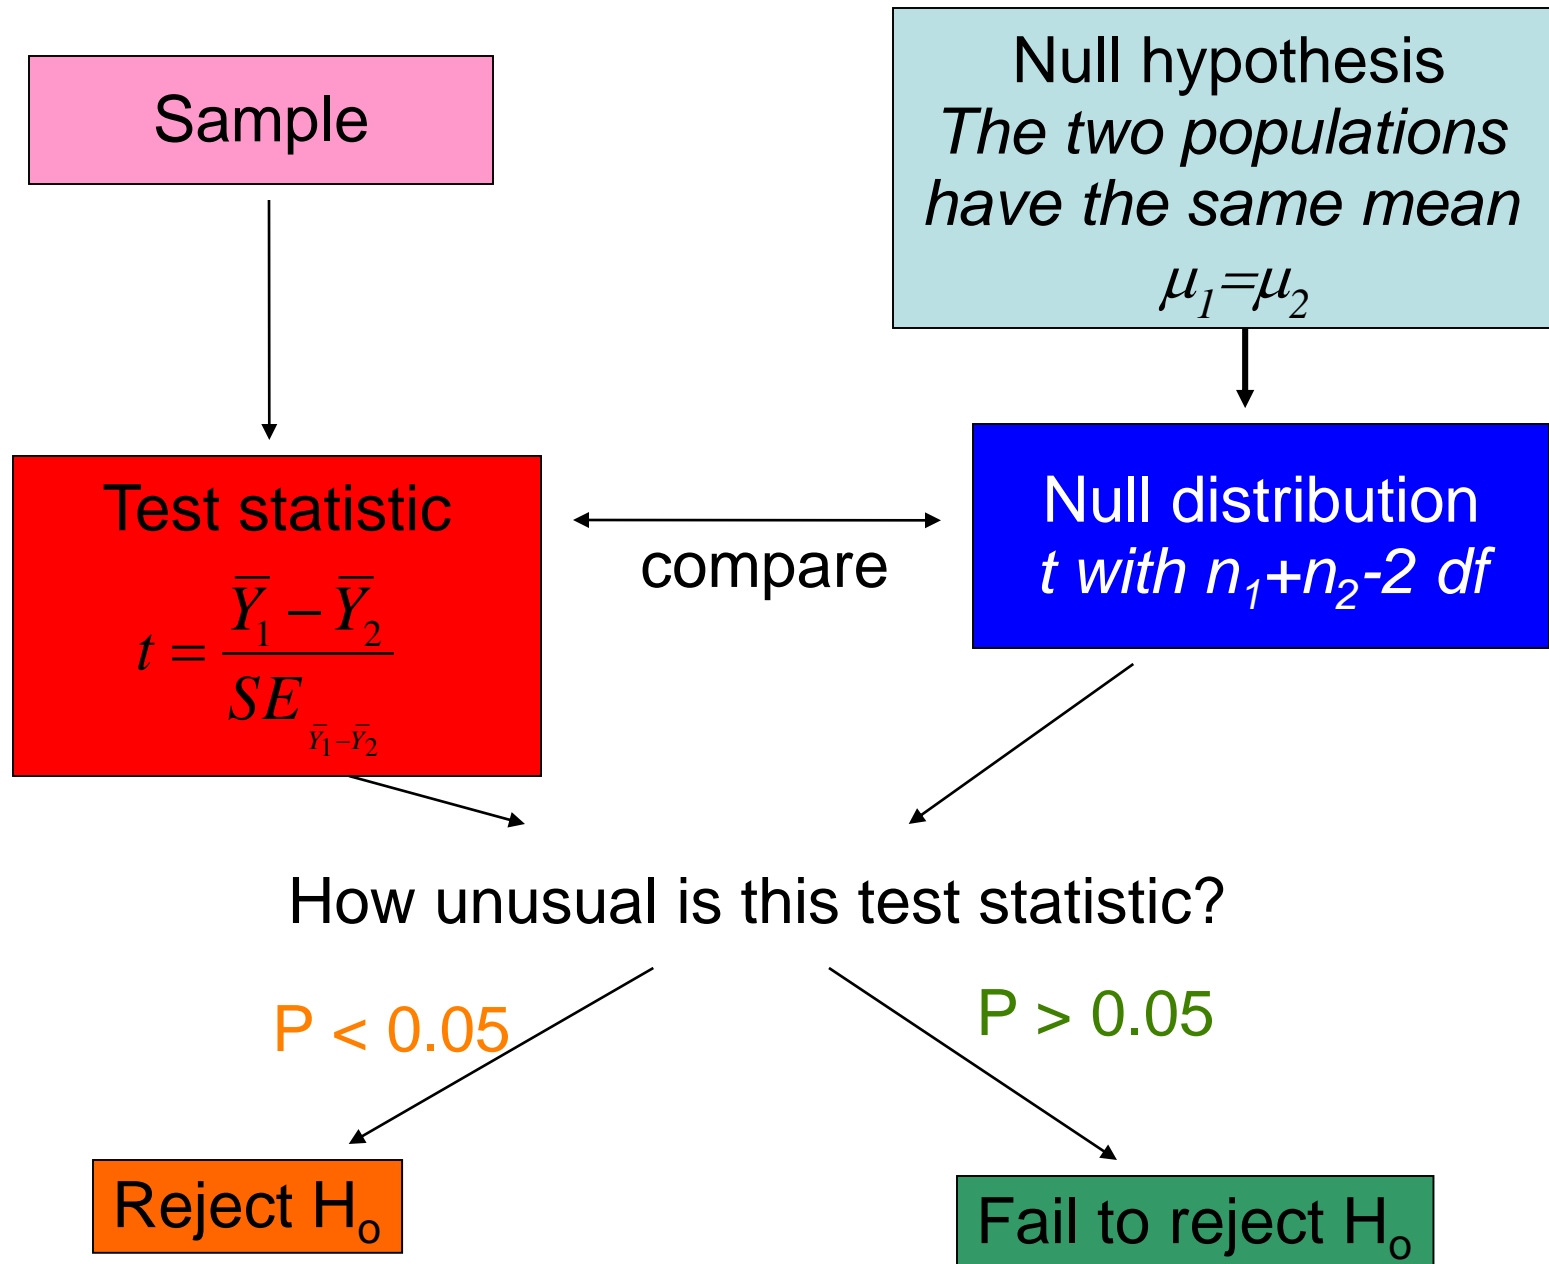 Sample
Null hypothesis
The two populations
have the same mean
μ₁=μ₂
Test statistic
t = (Ȳ₁ − Ȳ₂) / SE_Ȳ₁−Ȳ₂
compare
Null distribution
t with n₁+n₂-2 df
How unusual is this test statistic?
P < 0.05
P > 0.05
Reject Hₒ
Fail to reject Hₒ